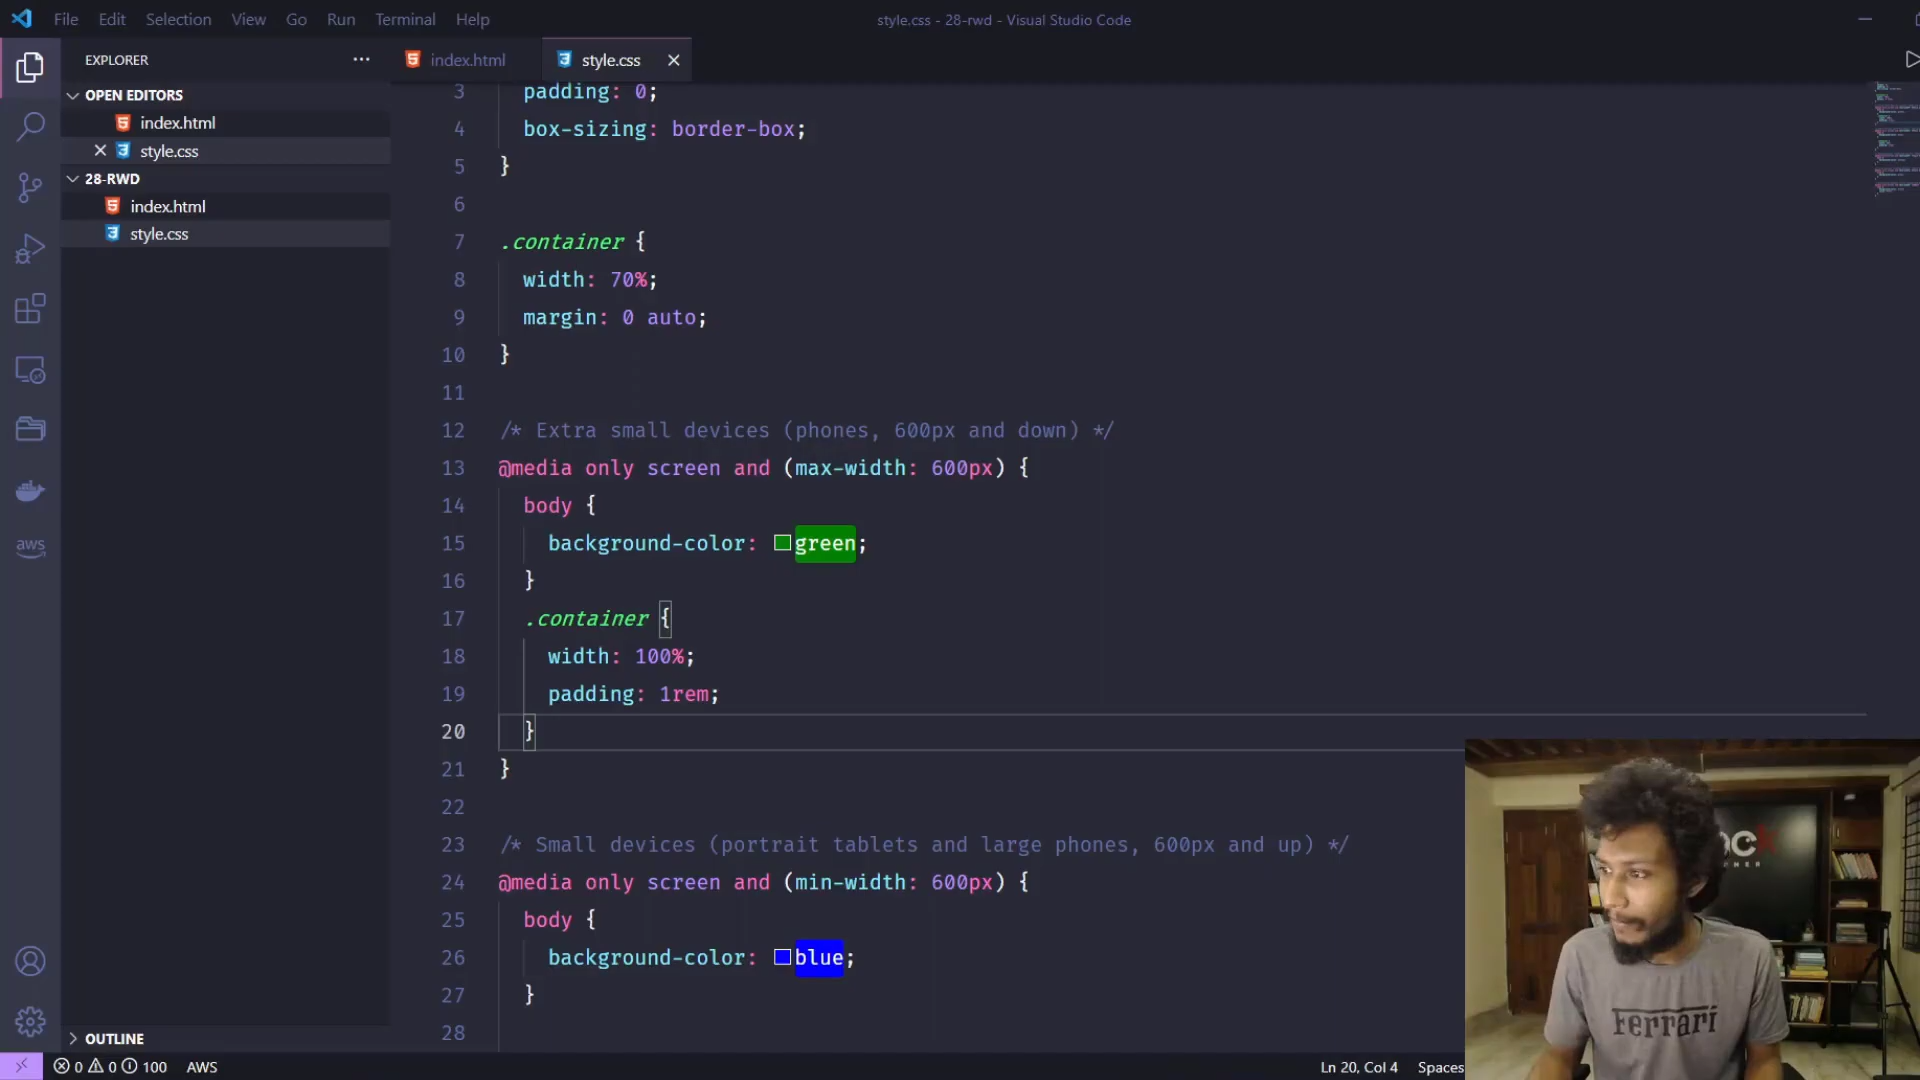 File Edit Selection View Go Run Terminal Help
style.css - 28-rwd - Visual Studio Code
EXPLORER
index.html
style.css
OPEN EDITORS
index.html
style.css
28-RWD
index.html
style.css
3 padding: 0;
4 box-sizing: border-box;
5 }
6
7 .container {
8 width: 70%;
9 margin: 0 auto;
10 }
11
12 /* Extra small devices (phones, 600px and down) */
13 @media only screen and (max-width: 600px) {
14 body {
15 background-color: green;
16 }
17 .container {
18 width: 100%;
19 padding: 1rem;
20 }
21 }
22
23 /* Small devices (portrait tablets and large phones, 600px and up) */
24 @media only screen and (min-width: 600px) {
25 body {
26 background-color: blue;
27 }
28
aws
OUTLINE
0 0 100 AWS
Ln 20, Col 4 Spaces
Ferrari